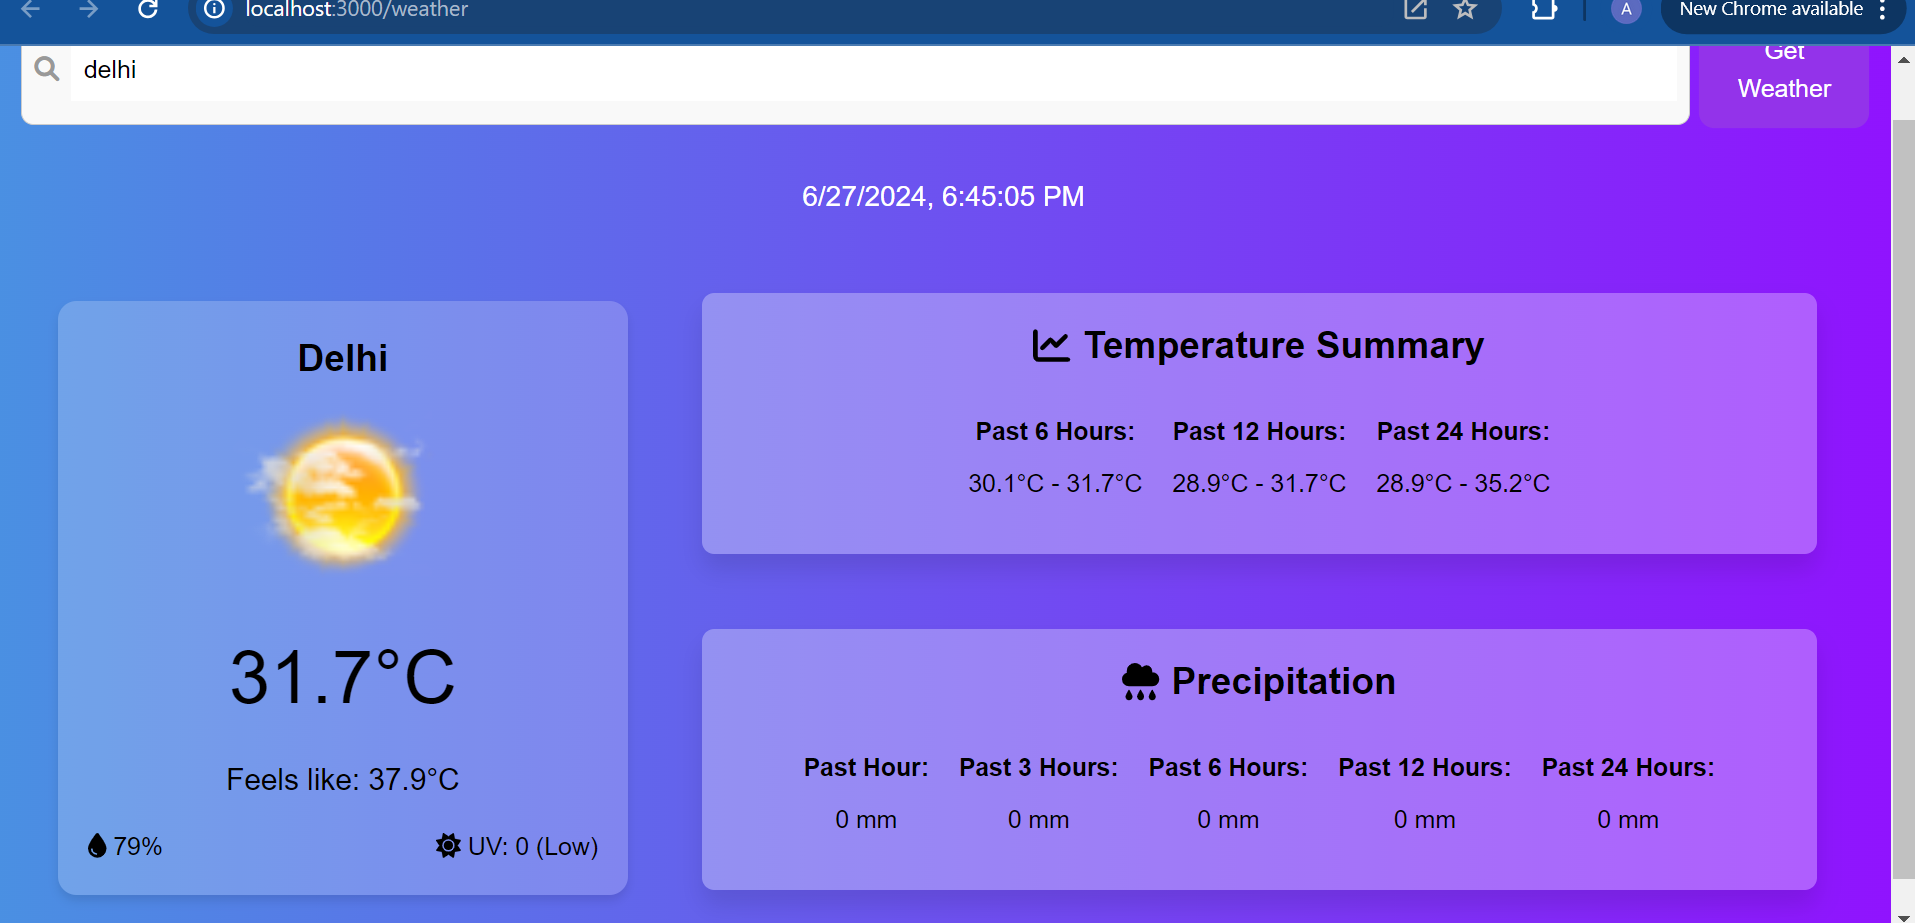 localhost:3000/weather
A
New Chrome available
delhi
Get
Weather
6/27/2024, 6:45:05 PM
Delhi
31.7°C
Feels like: 37.9°C
79%
UV: 0 (Low)
Temperature Summary
Past 6 Hours: Past 12 Hours: Past 24 Hours:
30.1°C - 31.7°C 28.9°C - 31.7°C 28.9°C - 35.2°C
Precipitation
Past Hour: Past 3 Hours: Past 6 Hours: Past 12 Hours: Past 24 Hours:
0 mm 0 mm 0 mm 0 mm 0 mm